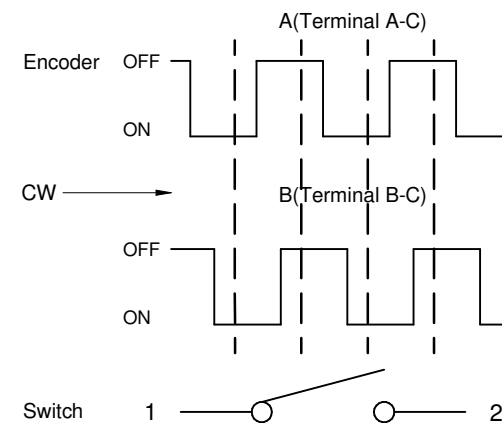 A(Terminal A-C)
Encoder OFF
ON
CW
B(Terminal B-C)
OFF
ON
Switch 1 2